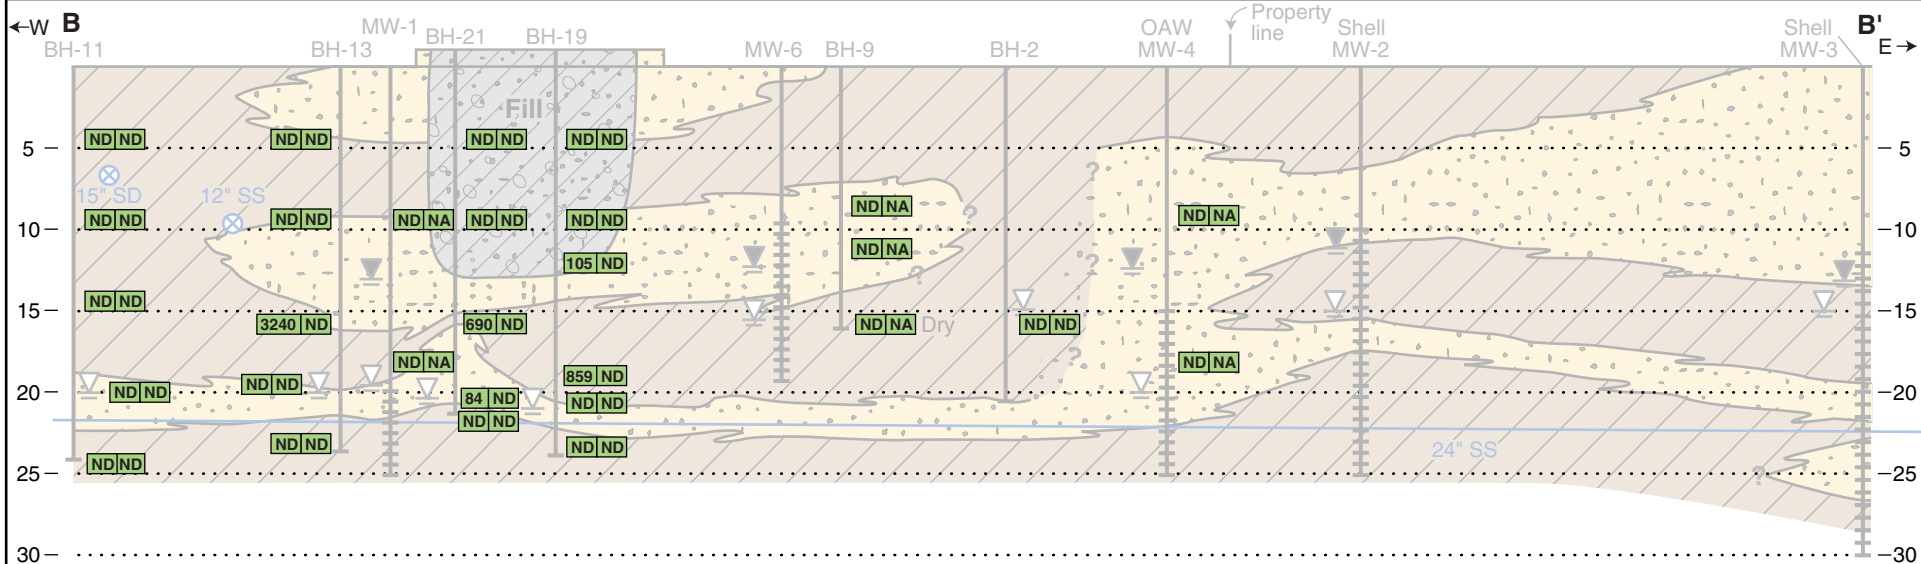 ←W B
B' E→
BH-11
BH-13
MW-1
BH-21
BH-19
MW-6
BH-9
BH-2
OAW
MW-4
Property
line
Shell
MW-2
Shell
MW-3
Fill
ND ND
ND ND
ND ND
ND ND
5
5
15" SD
12" SS
?
ND NA
ND ND
ND ND
ND NA
ND ND
ND ND
ND NA
?
10
10
ND NA
105 ND
?
?
ND ND
15
15
3240 ND
690 ND
ND NA
Dry
ND ND
?
ND NA
ND NA
859 ND
ND ND
ND ND
20
20
84 ND
ND ND
ND ND
ND ND
ND ND
24" SS
ND ND
25
?
25
30
30